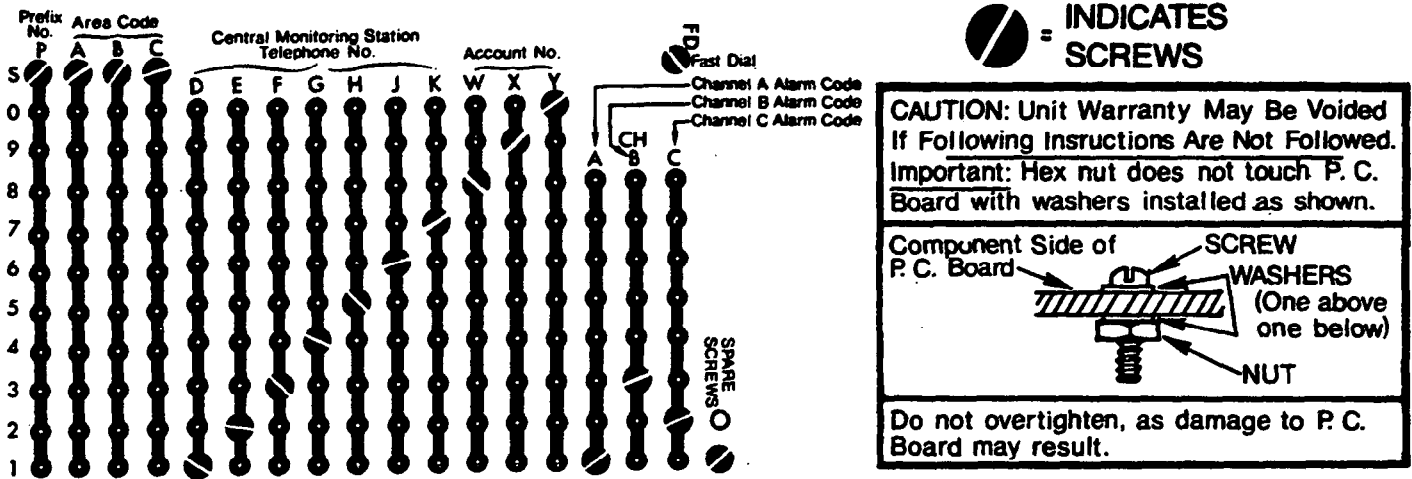 Prefix No.
Area Code
P A B C
Central Monitoring Station
Telephone No.
D E F G H J K
Account No.
W X Y
FD
Fast Dial
Channel A Alarm Code
Channel B Alarm Code
Channel C Alarm Code
CH
A B C
S
0
9
8
7
6
5
4
3
2
1
SPARE
SCREWS
= INDICATES
SCREWS
CAUTION: Unit Warranty May Be Voided
If Following Insructions Are Not Followed.
Important: Hex nut does not touch P. C.
Board with washers installed as shown.
Component Side of
P. C. Board
SCREW
WASHERS
(One above
one below)
NUT
Do not overtighten, as damage to P. C.
Board may result.